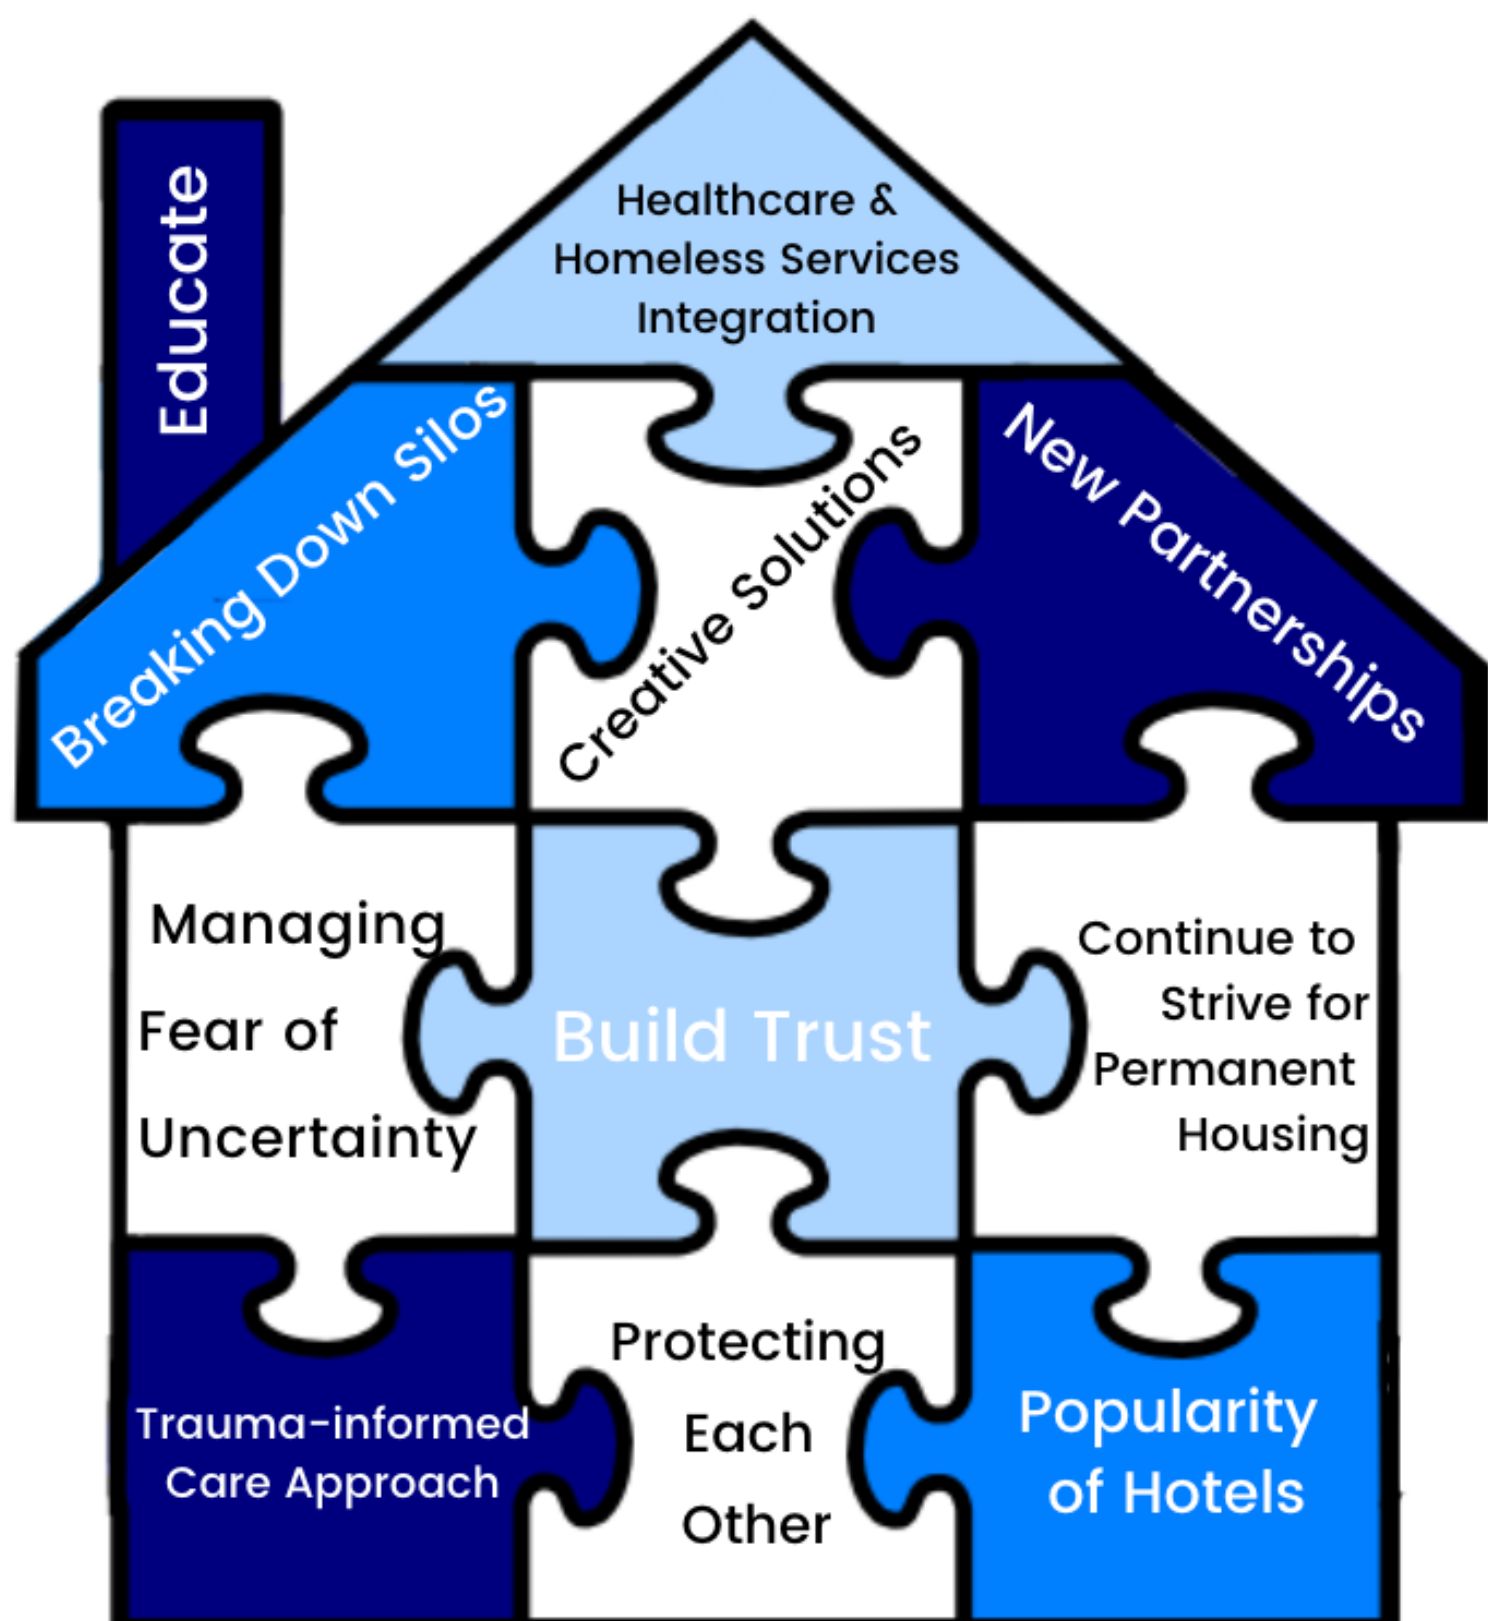 Educate
Healthcare &
Homeless Services
Integration
Breaking Down Silos
Creative Solutions
New Partnerships
Managing
Fear of
Uncertainty
Build Trust
Continue to
Strive for
Permanent
Housing
Trauma-informed
Care Approach
Protecting
Each
Other
Popularity
of Hotels